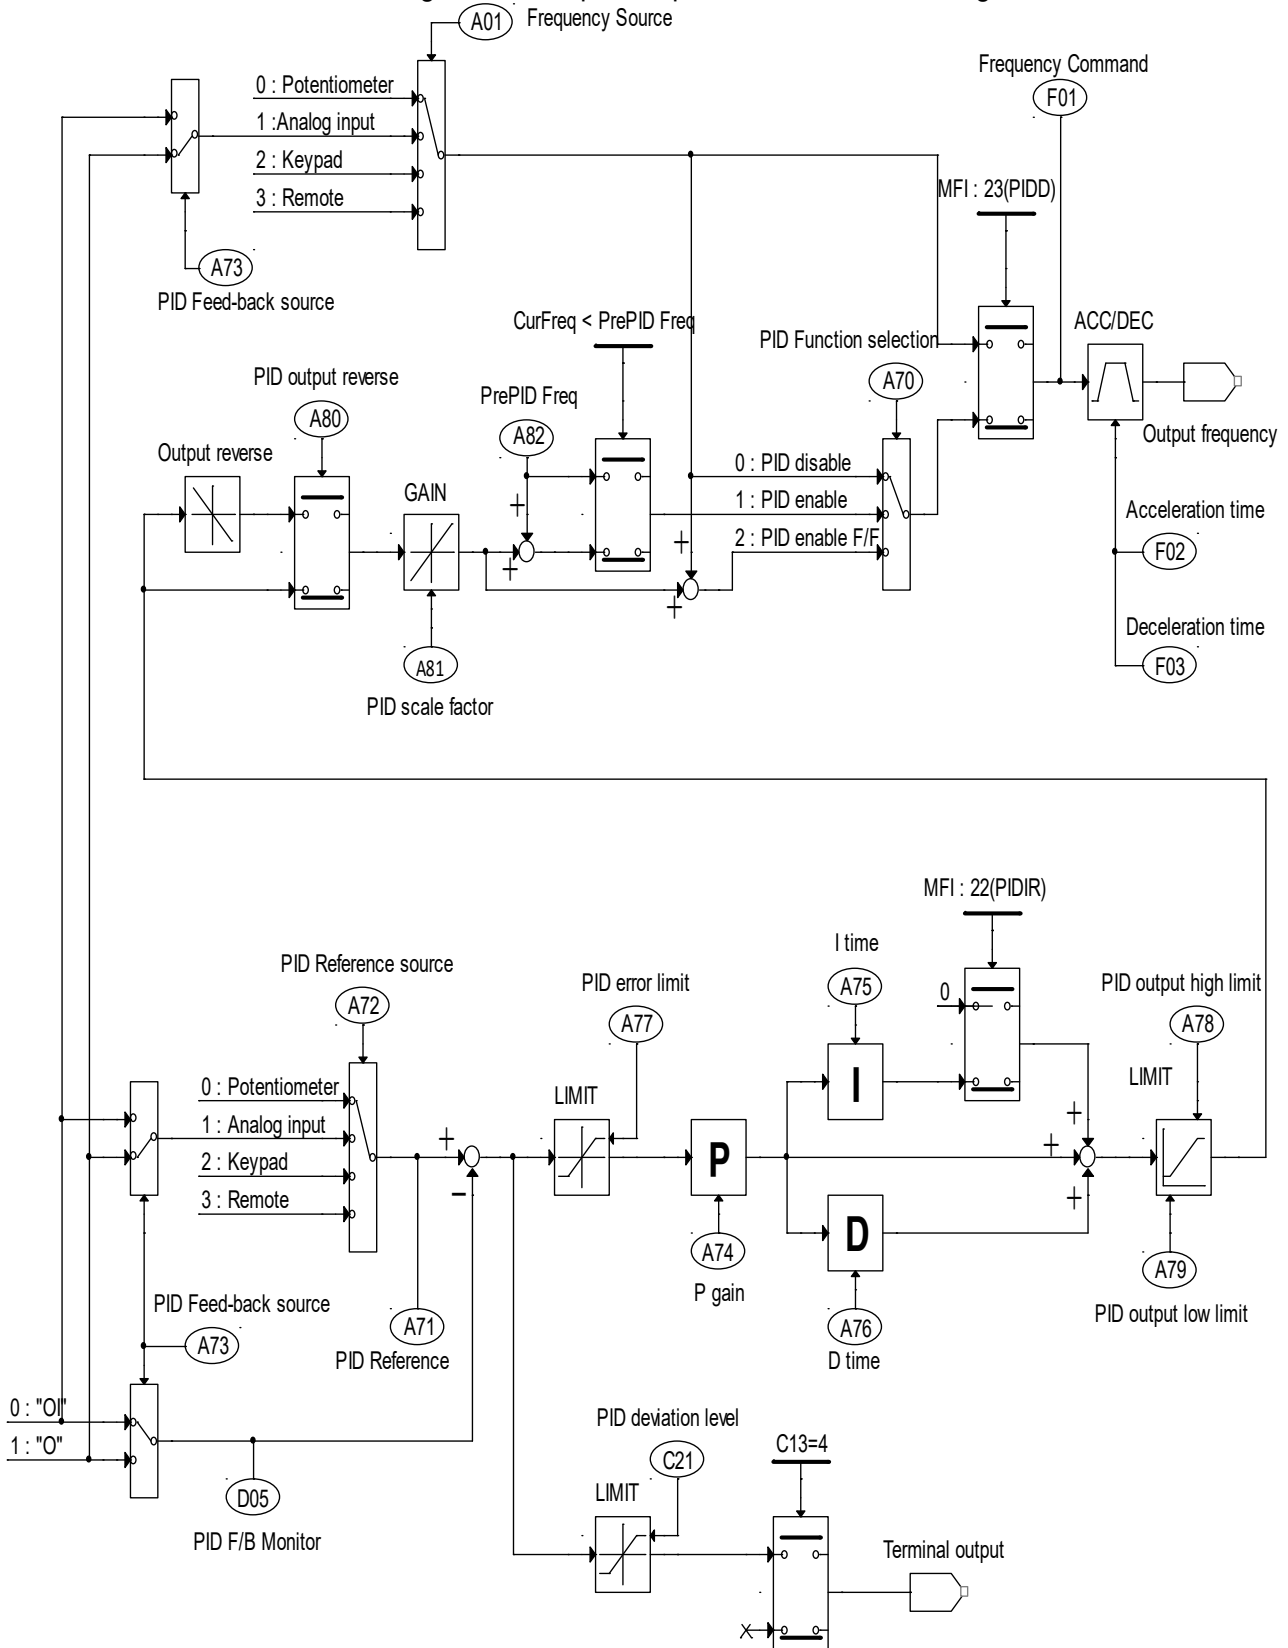 A01
Frequency Source
Frequency Command
F01
0 : Potentiometer
1 :Analog input
2 : Keypad
3 : Remote
MFI : 23(PIDD)
A73
PID Feed-back source
CurFreq < PrePID Freq
ACC/DEC
PID Function selection
PID output reverse
A70
PrePID Freq
A80
A82
Output frequency
Output reverse
0 : PID disable
GAIN
1 : PID enable
+
Acceleration time
2 : PID enable F/F
+
F02
+
+
Deceleration time
A81
F03
PID scale factor
MFI : 22(PIDIR)
I time
PID Reference source
PID error limit
A75
0
PID output high limit
A72
A77
A78
I
LIMIT
0 : Potentiometer
LIMIT
1 : Analog input
+
+
+
2 : Keypad
P
-
3 : Remote
+
D
A74
A79
P gain
PID Feed-back source
A71
A76
PID output low limit
A73
PID Reference
D time
0 : "OI"
PID deviation level
1 : "O"
C13=4
C21
D05
LIMIT
PID F/B Monitor
Terminal output
X